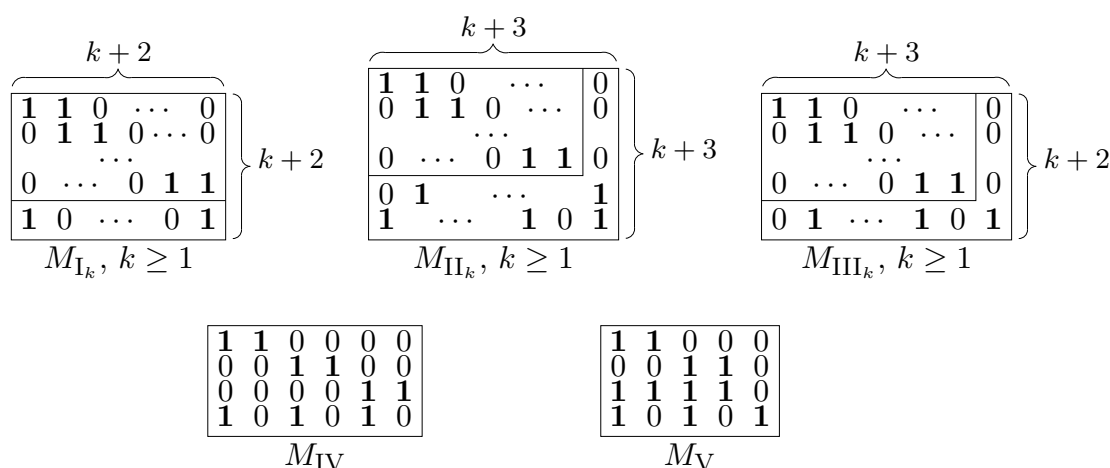 k + 2 k + 3 k + 3
1 1 0 ··· 0
0 1 1 0 ··· 0
···
0 ··· 0 1 1
1 0 ··· 0 1
k + 2
M_{I_k}, k ≥ 1
1 1 0 ··· 0
0 1 1 0 ··· 0
···
0 ··· 0 1 1 0
0 1 ··· 1
1 ··· 1 0 1
k + 3
M_{II_k}, k ≥ 1
1 1 0 ··· 0
0 1 1 0 ··· 0
···
0 ··· 0 1 1 0
0 1 ··· 1 0 1
k + 2
M_{III_k}, k ≥ 1
1 1 0 0 0 0
0 0 1 1 0 0
0 0 0 0 1 1
1 0 1 0 1 0
M_{IV}
1 1 0 0 0
0 0 1 1 0
1 1 1 1 0
1 0 1 0 1
M_V